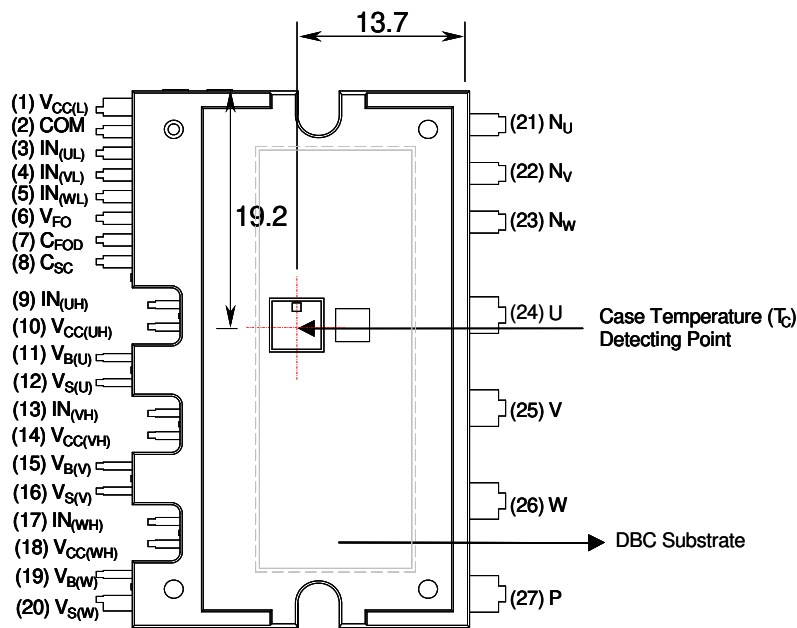 13.7
19.2
(1) VCC(L)
(2) COM
(3) IN(UL)
(4) IN(VL)
(5) IN(WL)
(6) VFO
(7) CFOD
(8) CSC
(9) IN(UH)
(10) VCC(UH)
(11) VB(U)
(12) VS(U)
(13) IN(VH)
(14) VCC(VH)
(15) VB(V)
(16) VS(V)
(17) IN(WH)
(18) VCC(WH)
(19) VB(W)
(20) VS(W)
(21) NU
(22) NV
(23) NW
(24) U
(25) V
(26) W
(27) P
Case Temperature (TC)
Detecting Point
DBC Substrate